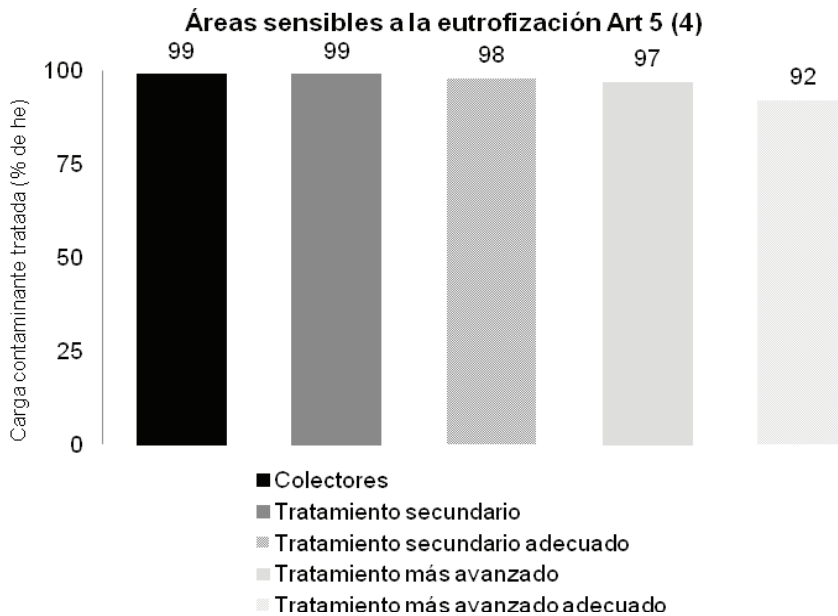 Áreas sensibles a la eutrofización Art 5 (4)
99
99
98
97
92
Carga contaminante tratada (% de he)
100
75
50
25
0
Colectores
Tratamiento secundario
Tratamiento secundario adecuado
Tratamiento más avanzado
Tratamiento más avanzado adecuado